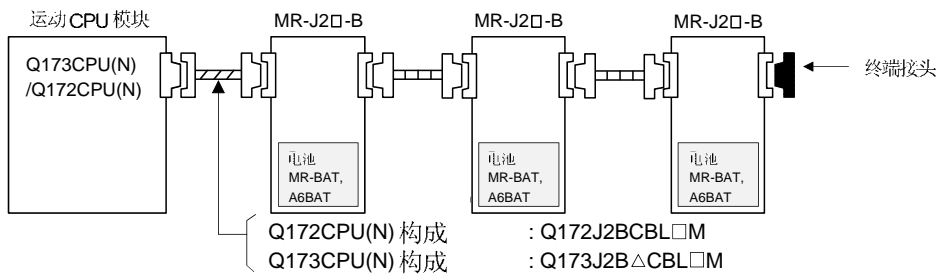 运动CPU模块
MR-J2□-B
MR-J2□-B
MR-J2□-B
Q173CPU(N)
/Q172CPU(N)
终端接头
电池
MR-BAT,
A6BAT
电池
MR-BAT,
A6BAT
电池
MR-BAT,
A6BAT
Q172CPU(N)构成 : Q172J2BCBL□M
Q173CPU(N)构成 : Q173J2B△CBL□M